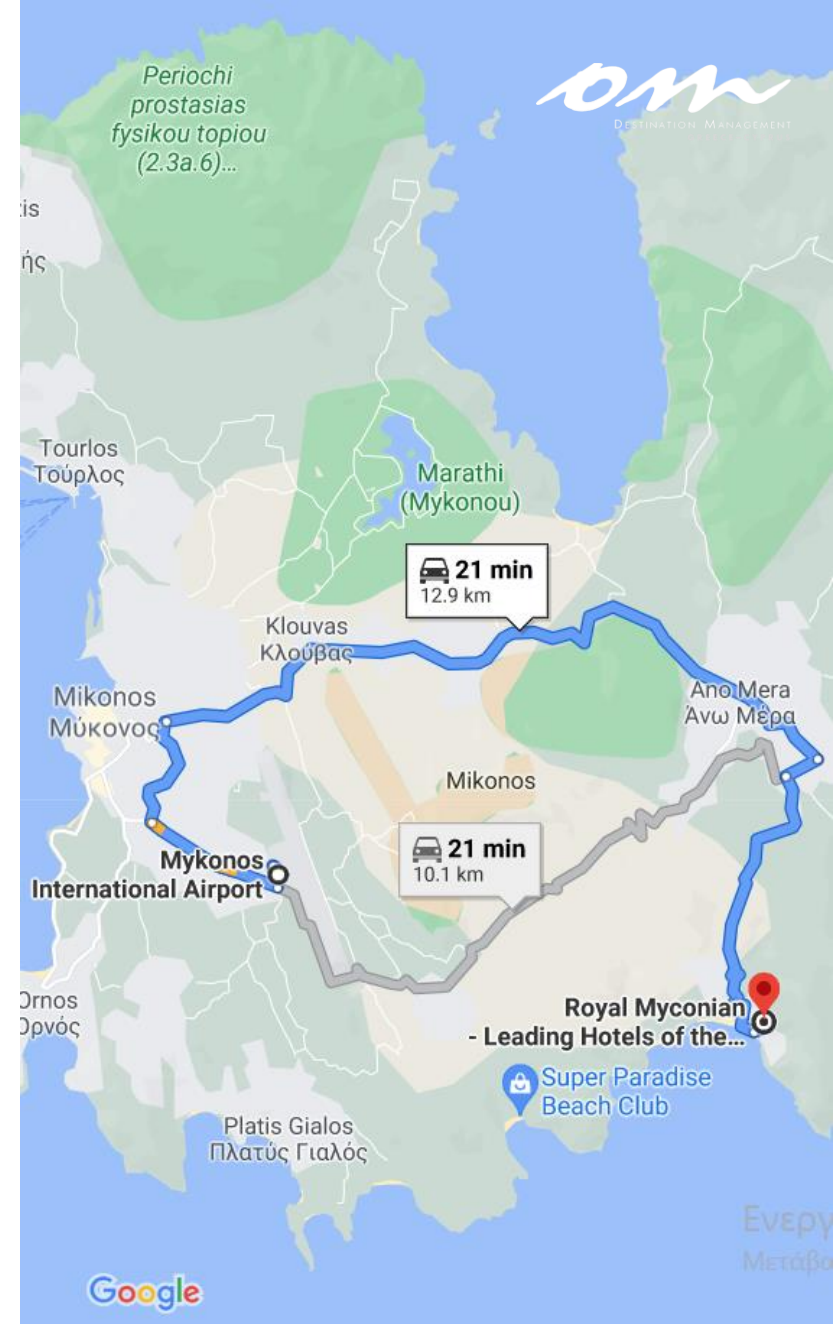 om
DESTINATION MANAGEMENT
Periochi
prostasias
fysikou topiou
(2.3a.6)...
Tourlos
Τούρλος
Marathi
(Mykonou)
21 min
12.9 km
Klouvas
Κλούβας
Mikonos
Μύκονος
Ano Mera
Άνω Μέρα
Mikonos
21 min
10.1 km
Mykonos
International Airport
Ornos
Ορνός
Royal Myconian
- Leading Hotels of the...
Super Paradise
Beach Club
Platis Gialos
Πλατύς Γιαλός
Google